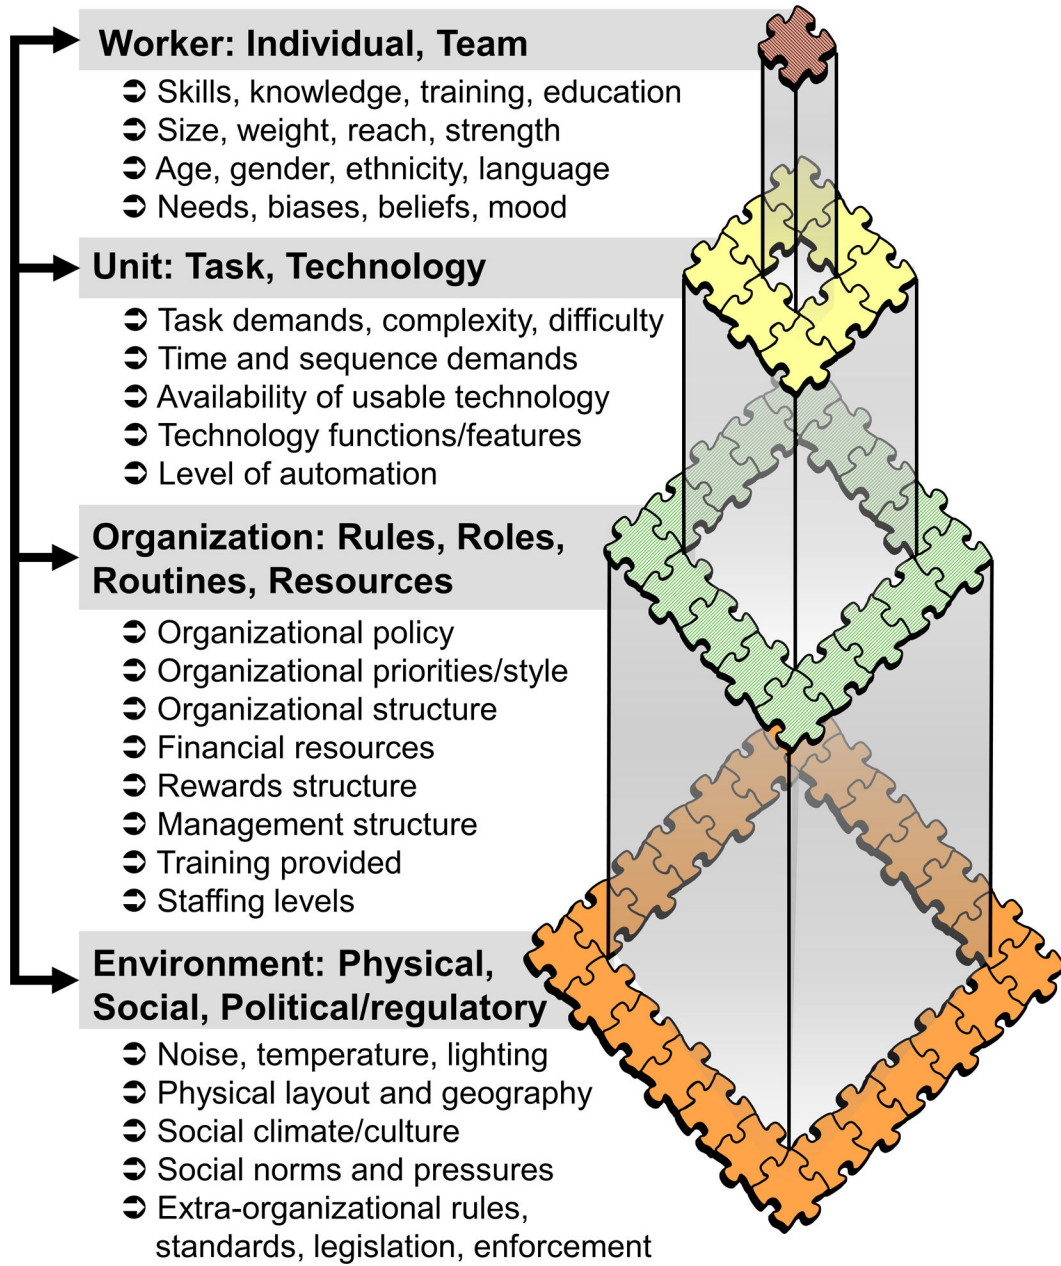 Worker: Individual, Team
➲ Skills, knowledge, training, education
➲ Size, weight, reach, strength
➲ Age, gender, ethnicity, language
➲ Needs, biases, beliefs, mood
Unit: Task, Technology
➲ Task demands, complexity, difficulty
➲ Time and sequence demands
➲ Availability of usable technology
➲ Technology functions/features
➲ Level of automation
Organization: Rules, Roles,
Routines, Resources
➲ Organizational policy
➲ Organizational priorities/style
➲ Organizational structure
➲ Financial resources
➲ Rewards structure
➲ Management structure
➲ Training provided
➲ Staffing levels
Environment: Physical,
Social, Political/regulatory
➲ Noise, temperature, lighting
➲ Physical layout and geography
➲ Social climate/culture
➲ Social norms and pressures
➲ Extra-organizational rules,
standards, legislation, enforcement